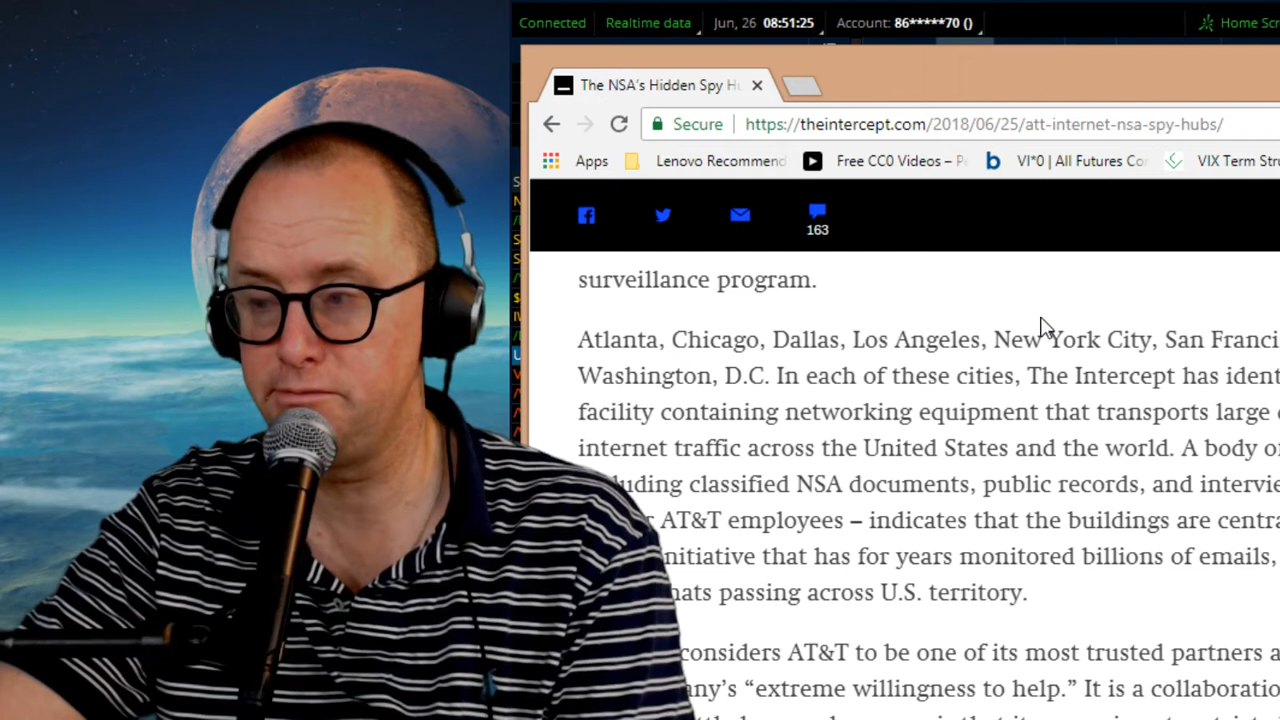 Connected Realtime data Jun, 26 08:51:25 Account: 86*****70 () Home Scr
The NSA's Hidden Spy Hu
Secure https://theintercept.com/2018/06/25/att-internet-nsa-spy-hubs/
Apps Lenovo Recommend Free CC0 Videos – P VI*0 | All Futures Co VIX Term Stru
163
surveillance program.
Atlanta, Chicago, Dallas, Los Angeles, New York City, San Franci
Washington, D.C. In each of these cities, The Intercept has ident
facility containing networking equipment that transports large
internet traffic across the United States and the world. A body o
luding classified NSA documents, public records, and intervie
AT&T employees – indicates that the buildings are centra
nitiative that has for years monitored billions of emails,
hats passing across U.S. territory.
considers AT&T to be one of its most trusted partners a
any's “extreme willingness to help.” It is a collaboratio